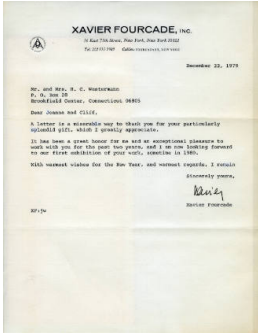 XAVIER FOURCADE, INC.
36 East 75th Street, New York, New York 10021
December 22, 1979
Mr. and Mrs. H. C. Westermann
P. O. Box 28
Brookfield Center, Connecticut 06805
Dear Joanna and Cliff,
A letter is a miserable way to thank you for your particularly
splendid gift, which I greatly appreciate.
It has been a great honor for me and an exceptional pleasure to
work with you for the past two years, and I am now looking forward
to our first exhibition of your work, sometime in 1980.
With warmest wishes for the New Year, and warmest regards, I remain
Sincerely yours,
Xavier
Xavier Fourcade
XF:jw